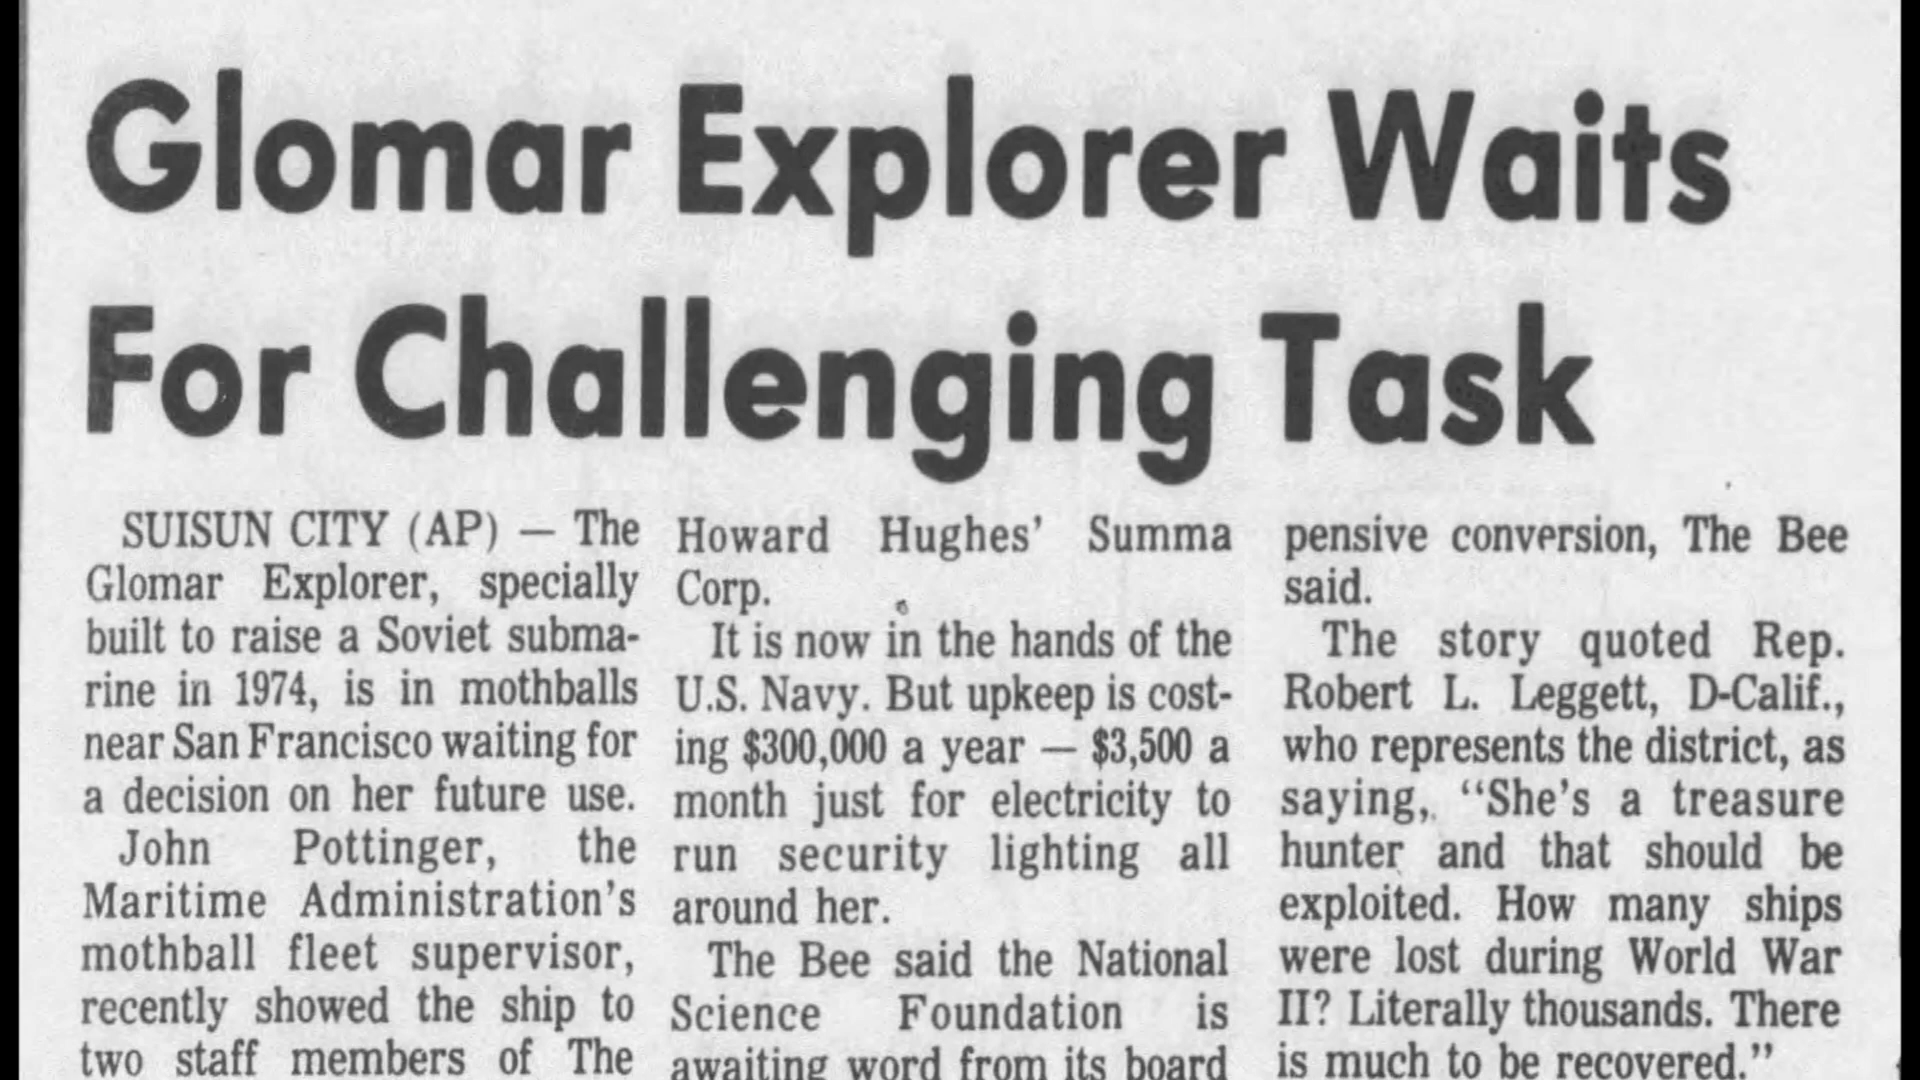 Glomar Explorer Waits
For Challenging Task
SUISUN CITY (AP) — The
Glomar Explorer, specially
built to raise a Soviet subma-
rine in 1974, is in mothballs
near San Francisco waiting for
a decision on her future use.
John Pottinger, the
Maritime Administration's
mothball fleet supervisor,
recently showed the ship to
two staff members of The
Howard Hughes' Summa
Corp.
It is now in the hands of the
U.S. Navy. But upkeep is cost-
ing $300,000 a year — $3,500 a
month just for electricity to
run security lighting all
around her.
The Bee said the National
Science Foundation is
awaiting word from its board
pensive conversion, The Bee
said.
The story quoted Rep.
Robert L. Leggett, D-Calif.,
who represents the district, as
saying, “She's a treasure
hunter and that should be
exploited. How many ships
were lost during World War
II? Literally thousands. There
is much to be recovered.”